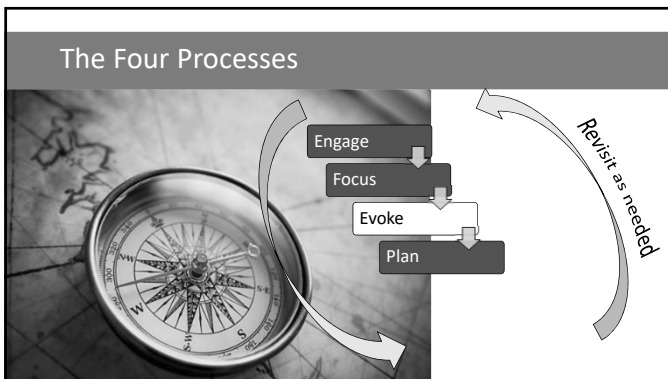 The Four Processes
Engage
Focus
Evoke
Plan
Revisit as needed
N-W
W
S-W
S
S-E